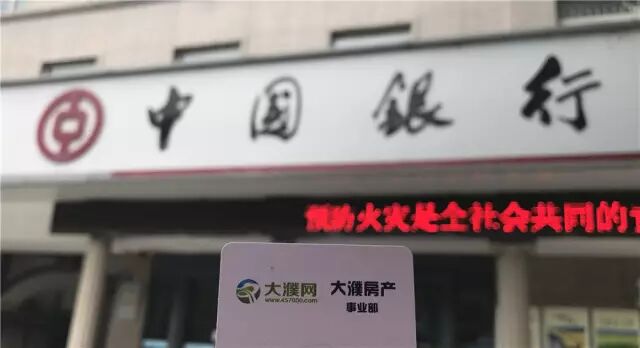 中国銀行
预防火灾是全社会共同的
大濮网 大濮房产
www.457000.com 事业部